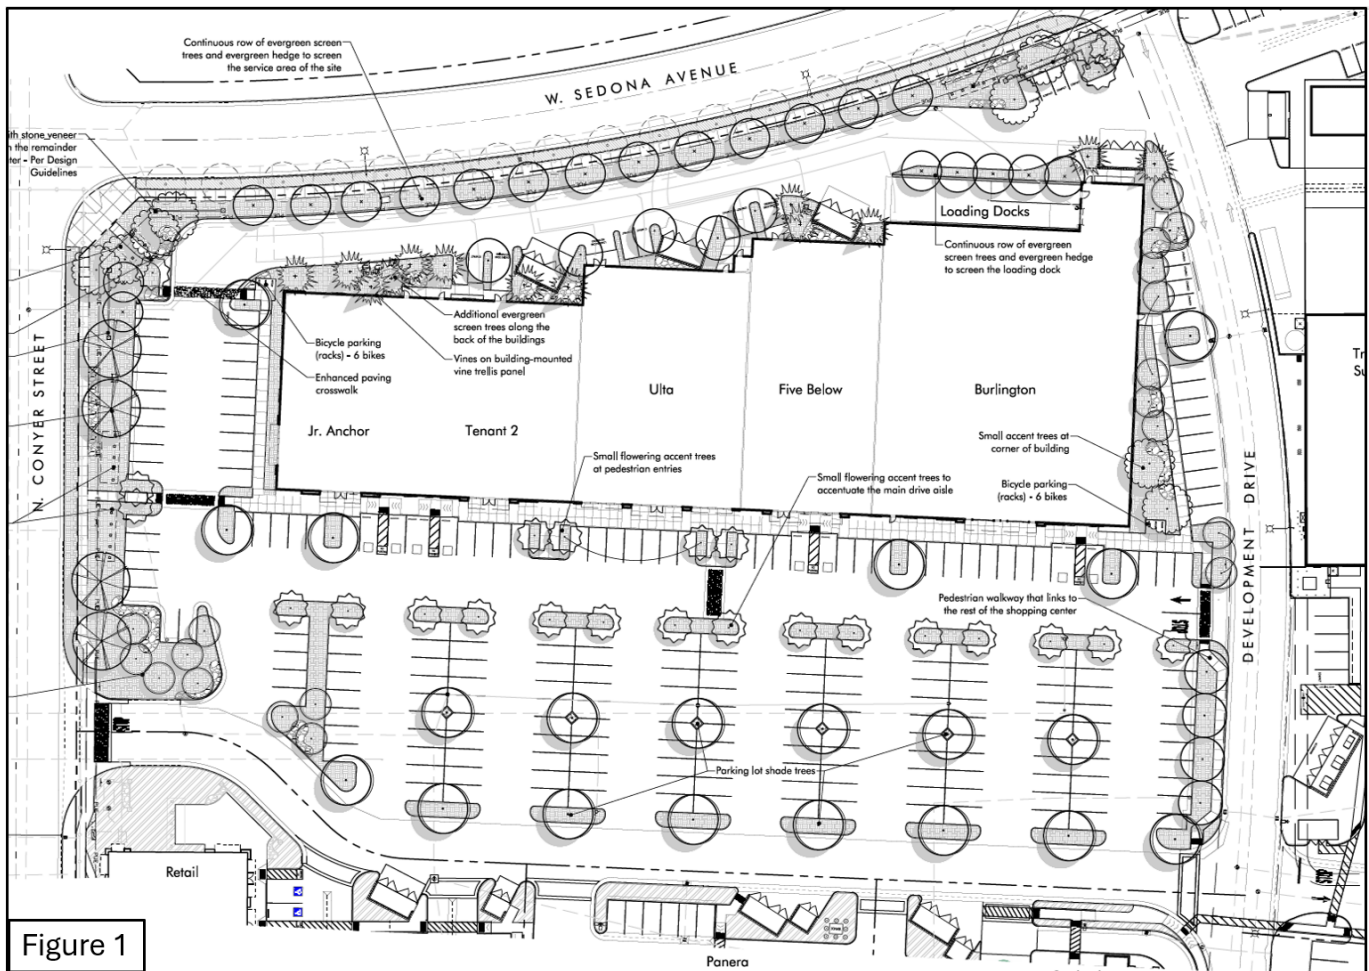 Continuous row of evergreen screen
trees and evergreen hedge to screen
the service area of the site
W. SEDONA AVENUE
ith stone veneer
n the remainder
ter - Per Design
Guidelines
Loading Docks
Continuous row of evergreen
screen trees and evergreen hedge
to screen the loading dock
Additional evergreen
screen trees along the
back of the buildings
Bicycle parking
(racks) - 6 bikes
Vines on building-mounted
vine trellis panel
Enhanced paving
crosswalk
N. CONYER STREET
Jr. Anchor
Tenant 2
Ulta
Five Below
Burlington
Tr
Su
Small accent trees at
corner of building
Small flowering accent trees
at pedestrian entries
Small flowering accent trees to
accentuate the main drive aisle
Bicycle parking
(racks) - 6 bikes
DEVELOPMENT DRIVE
Pedestrian walkway that links to
the rest of the shopping center
Parking lot shade trees
Retail
Panera
Figure 1